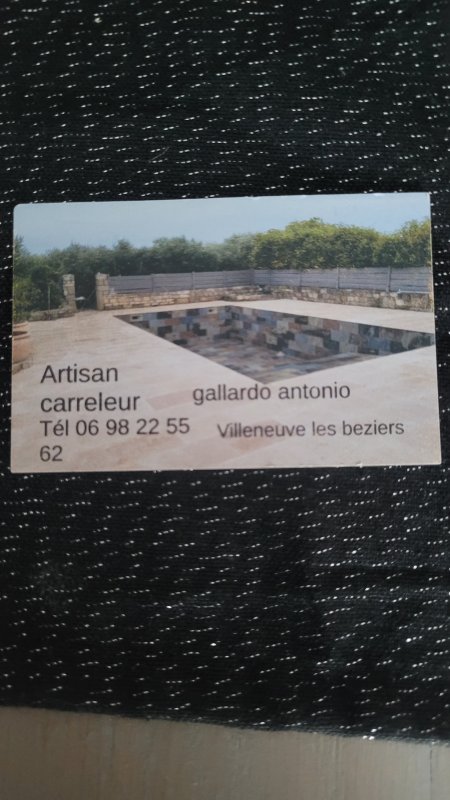 Artisan
carreleur
gallardo antonio
Tél 06 98 22 55
62
Villeneuve les beziers